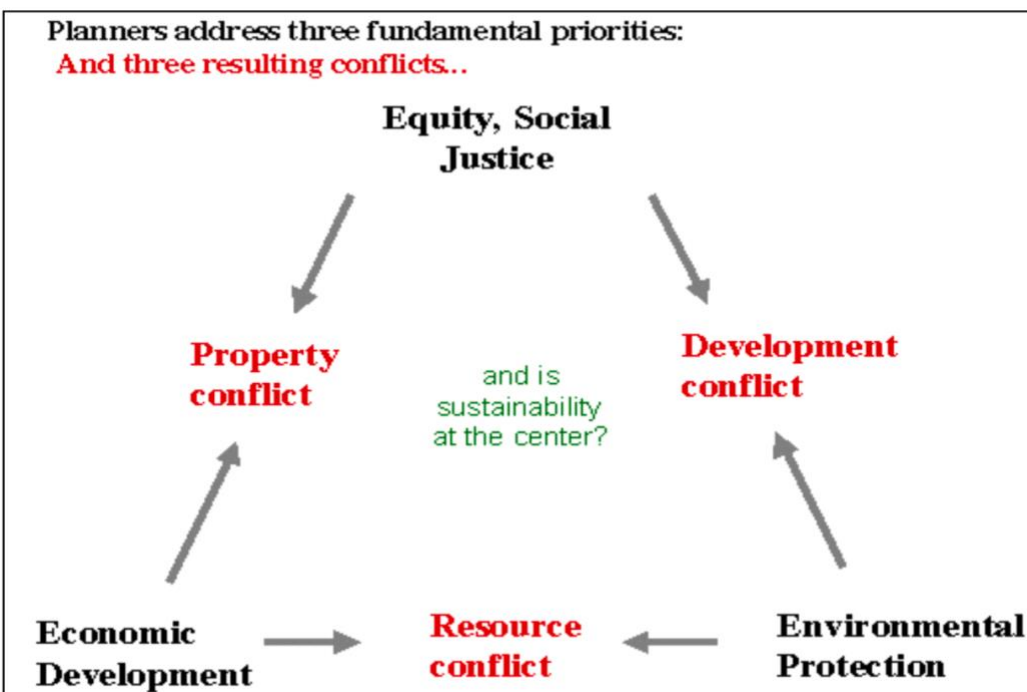 Planners address three fundamental priorities:
And three resulting conflicts...
Equity, Social
Justice
Property
conflict
and is
sustainability
at the center?
Development
conflict
Economic
Development
Resource
conflict
Environmental
Protection